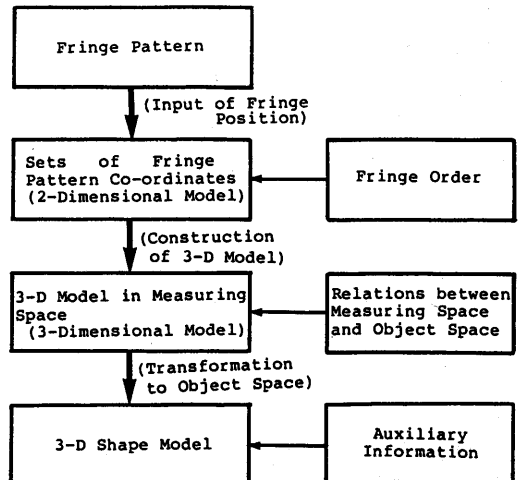 Fringe Pattern
(Input of Fringe
Position)
Sets of Fringe
Pattern Co-ordinates
(2-Dimensional Model)
Fringe Order
(Construction
of 3-D Model)
3-D Model in Measuring
Space
(3-Dimensional Model)
Relations between
Measuring Space
and Object Space
(Transformation
to Object Space)
3-D Shape Model
Auxiliary
Information